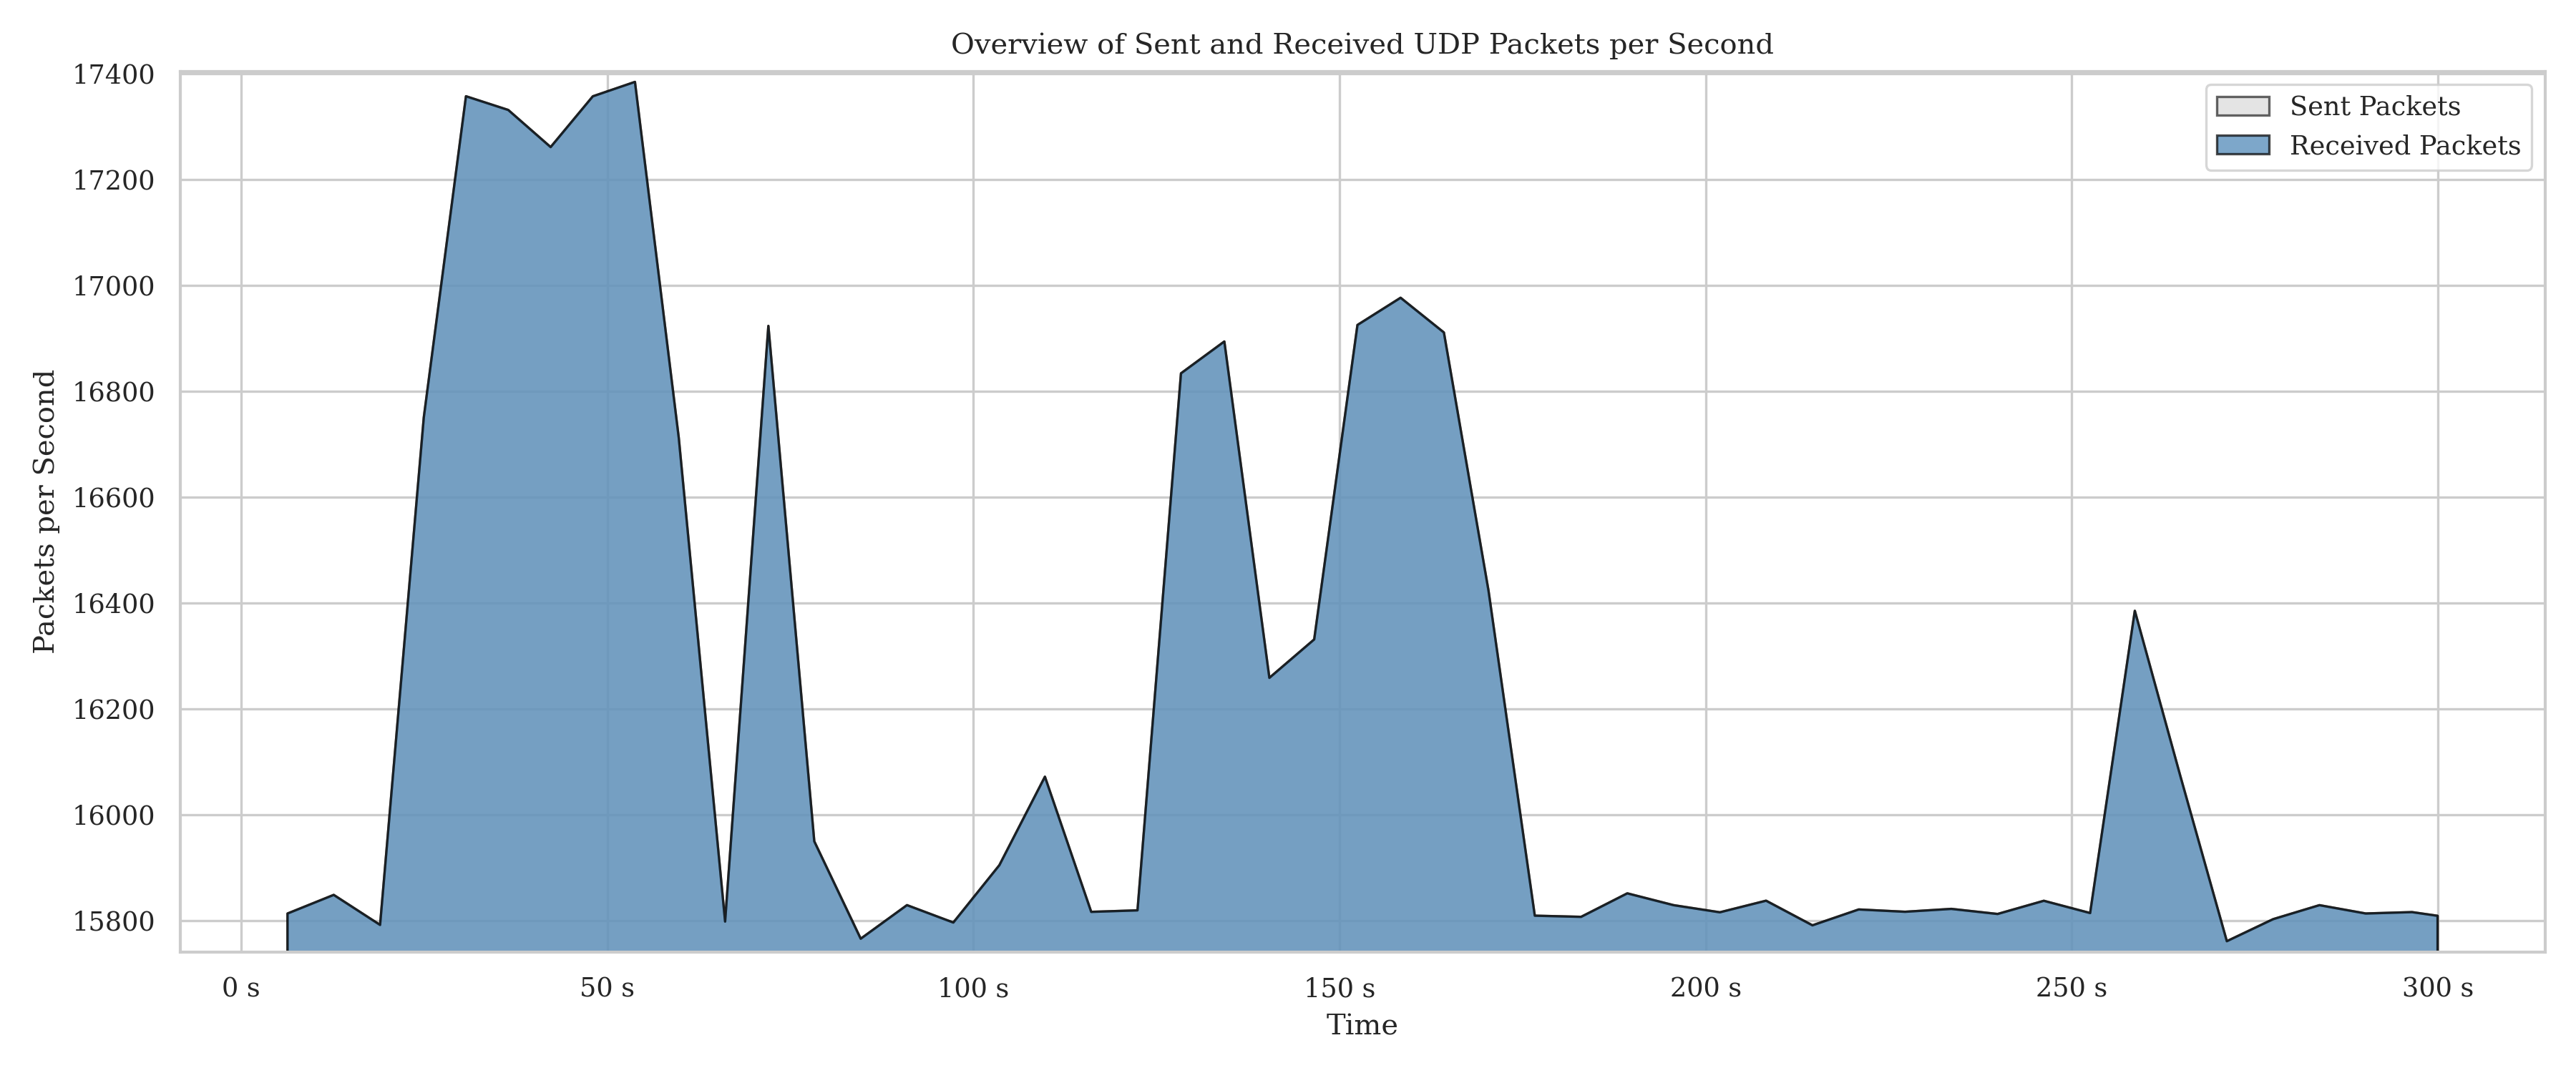 Overview of Sent and Received UDP Packets per Second
17400
17200
17000
16800
16600
16400
16200
16000
15800
Packets per Second
Sent Packets
Received Packets
0 s
50 s
100 s
150 s
200 s
250 s
300 s
Time